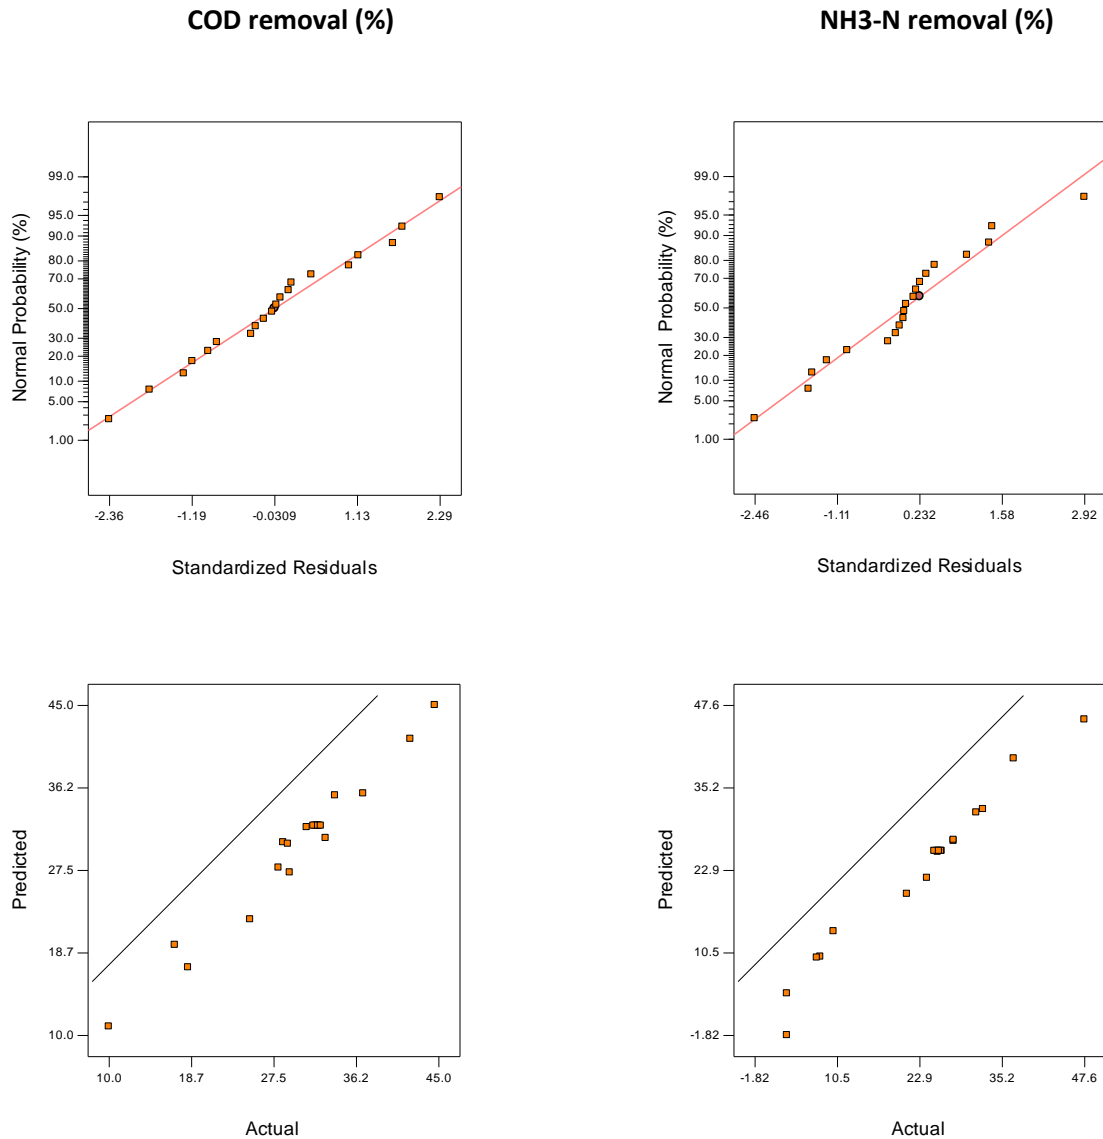 COD removal (%)
NH3-N removal (%)
Normal Probability (%)
99.0
95.0
90.0
80.0
70.0
50.0
30.0
20.0
10.0
5.00
1.00
-2.36 -1.19 -0.0309 1.13 2.29
Standardized Residuals
Normal Probability (%)
99.0
95.0
90.0
80.0
70.0
50.0
30.0
20.0
10.0
5.00
1.00
-2.46 -1.11 0.232 1.58 2.92
Standardized Residuals
Predicted
45.0
36.2
27.5
18.7
10.0
10.0 18.7 27.5 36.2 45.0
Actual
Predicted
47.6
35.2
22.9
10.5
-1.82
-1.82 10.5 22.9 35.2 47.6
Actual